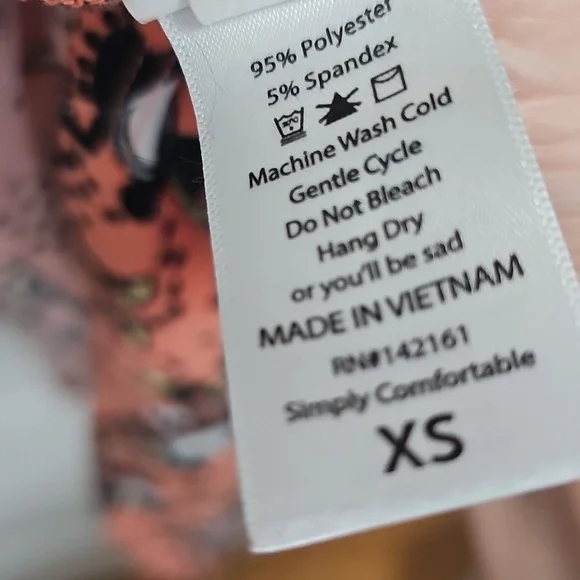 95% Polyester
5% Spandex
Machine Wash Cold
Gentle Cycle
Do Not Bleach
Hang Dry
or you'll be sad
MADE IN VIETNAM
RN#142161
Simply Comfortable
XS